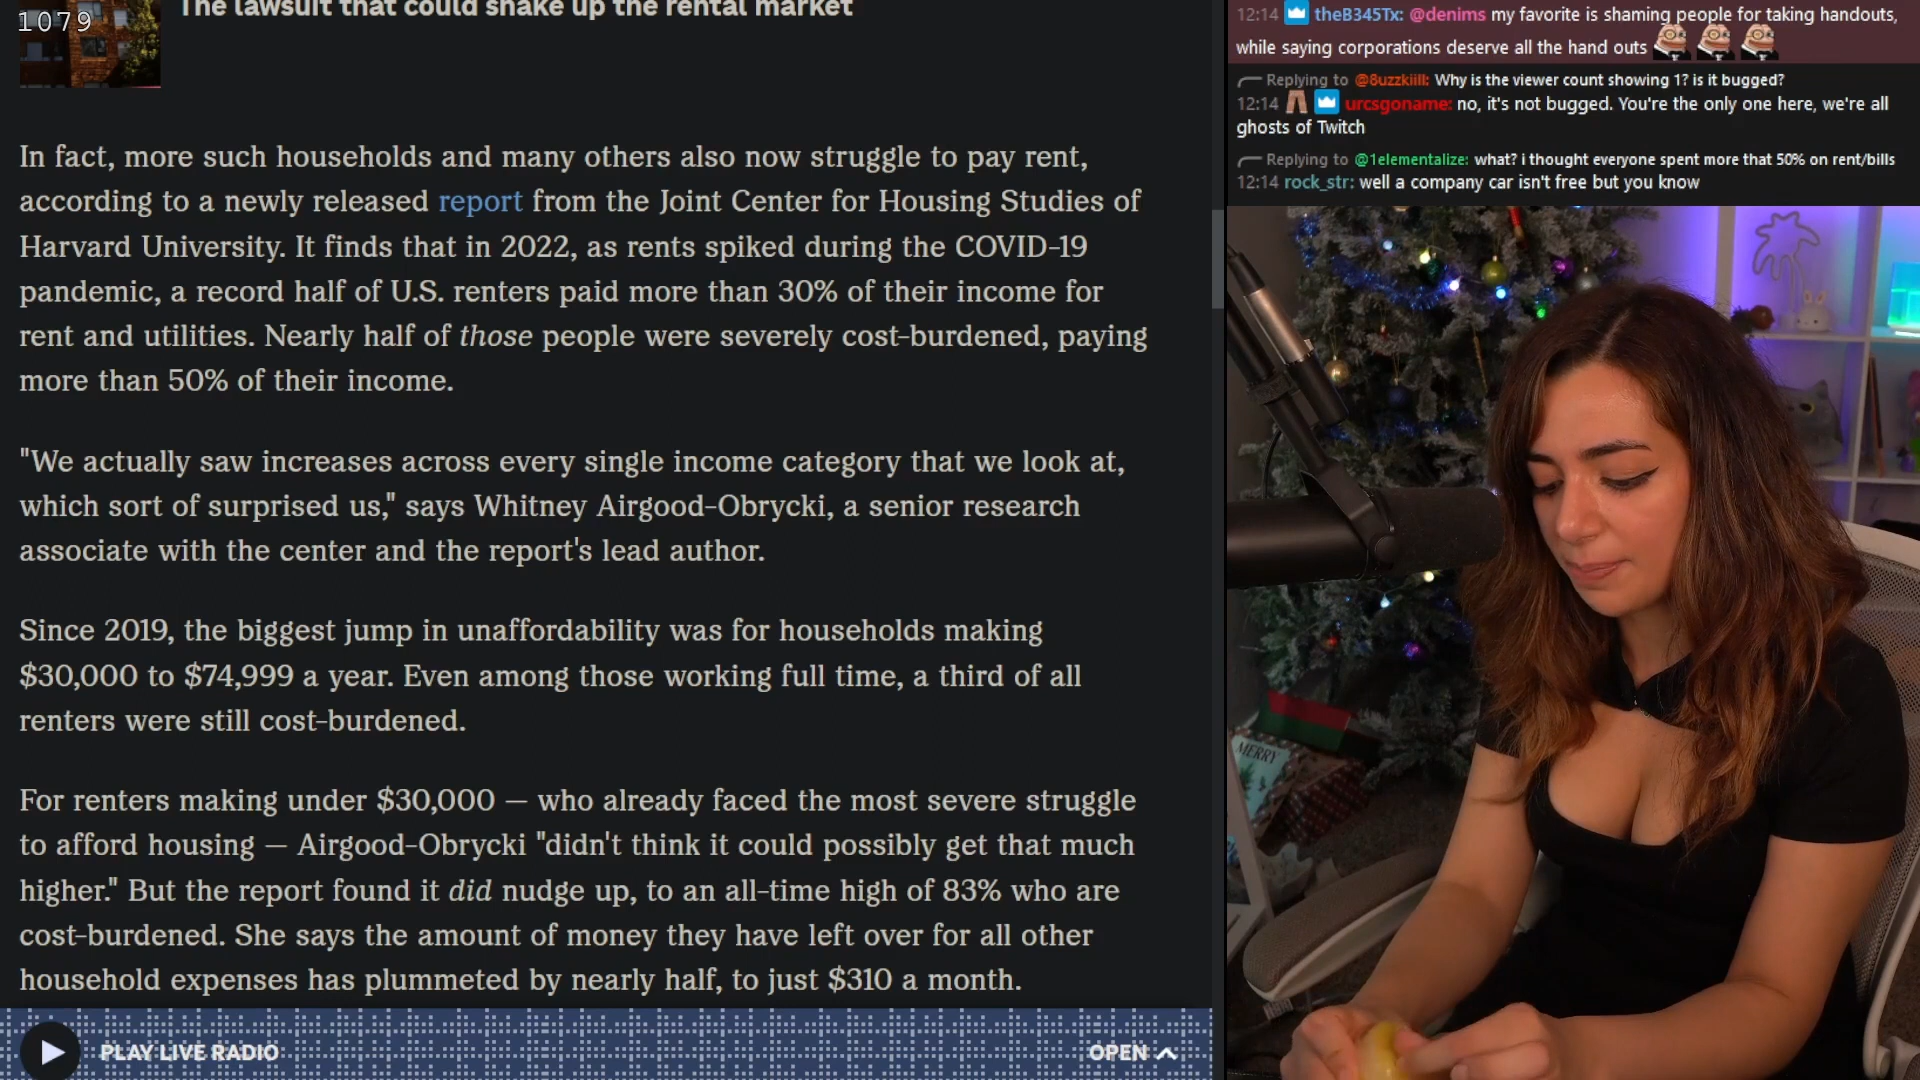 The lawsuit that could shake up the rental market
1079
In fact, more such households and many others also now struggle to pay rent,
according to a newly released report from the Joint Center for Housing Studies of
Harvard University. It finds that in 2022, as rents spiked during the COVID-19
pandemic, a record half of U.S. renters paid more than 30% of their income for
rent and utilities. Nearly half of those people were severely cost-burdened, paying
more than 50% of their income.
"We actually saw increases across every single income category that we look at,
which sort of surprised us," says Whitney Airgood-Obrycki, a senior research
associate with the center and the report's lead author.
Since 2019, the biggest jump in unaffordability was for households making
$30,000 to $74,999 a year. Even among those working full time, a third of all
renters were still cost-burdened.
For renters making under $30,000 — who already faced the most severe struggle
to afford housing — Airgood-Obrycki "didn't think it could possibly get that much
higher." But the report found it did nudge up, to an all-time high of 83% who are
cost-burdened. She says the amount of money they have left over for all other
household expenses has plummeted by nearly half, to just $310 a month.
PLAY LIVE RADIO
OPEN
12:14 theB345Tx: @denims my favorite is shaming people for taking handouts,
while saying corporations deserve all the hand outs
Replying to @8uzzkiill: Why is the viewer count showing 1? is it bugged?
12:14 urcsgoname: no, it's not bugged. You're the only one here, we're all
ghosts of Twitch
Replying to @1elementalize: what? i thought everyone spent more that 50% on rent/bills
12:14 rock_str: well a company car isn't free but you know
MERRY